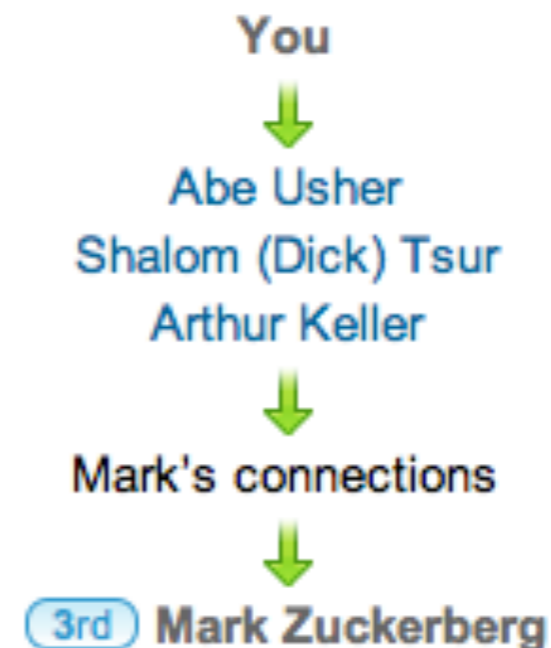 You
Abe Usher
Shalom (Dick) Tsur
Arthur Keller
Mark's connections
3rd Mark Zuckerberg